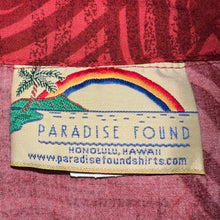 PARADISE FOUND
HONOLULU, HAWAII
www.paradisefoundshirts.com